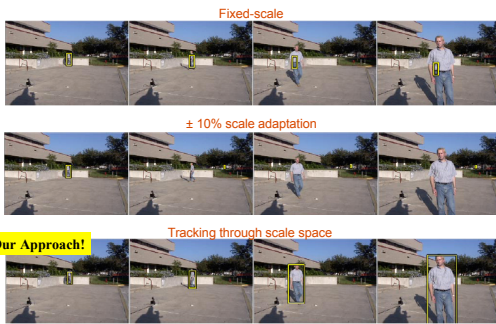 Fixed-scale
± 10% scale adaptation
Tracking through scale space
Our Approach!